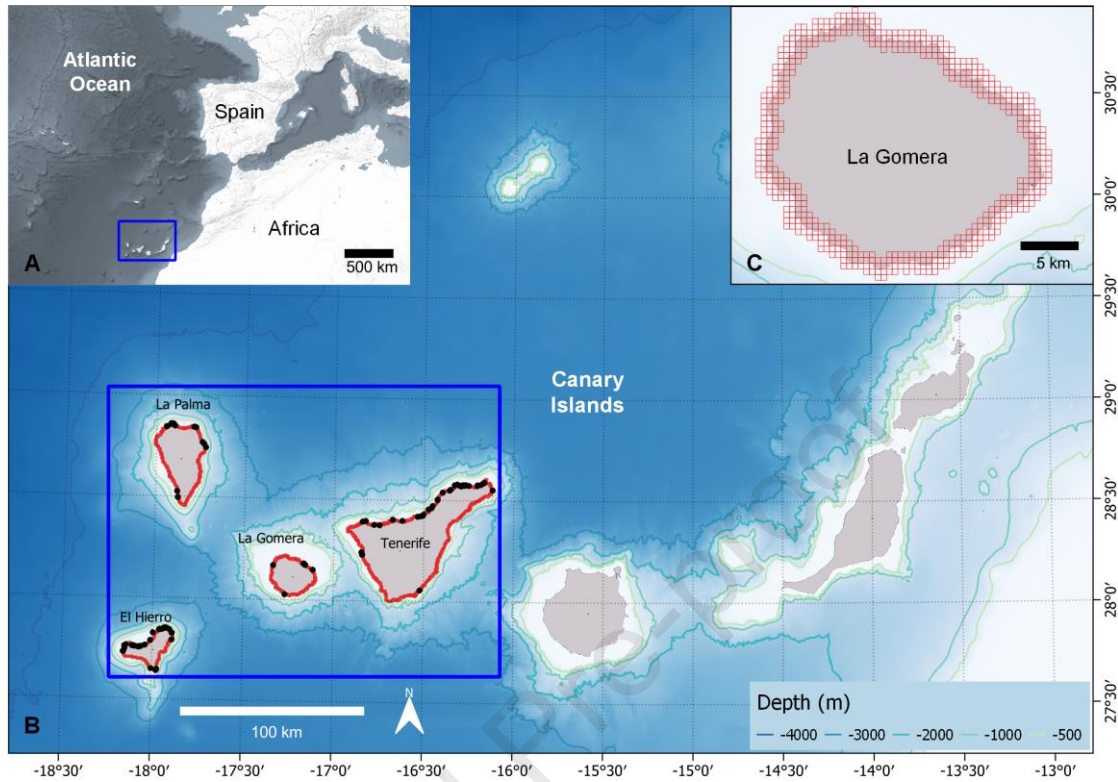 Atlantic
Ocean
Spain
Africa
A
500 km
La Gomera
C
5 km
30°30'
30°0'
29°30'
29°0'
28°30'
28°0'
27°30'
Canary
Islands
La Palma
La Gomera
Tenerife
El Hierro
N
B
100 km
Pre-proof
Depth (m)
-4000 -3000 -2000 -1000 -500
-18°30' -18°0' -17°30' -17°0' -16°30' -16°0' -15°30' -15°0' -14°30' -14°0' -13°30' -13°0'